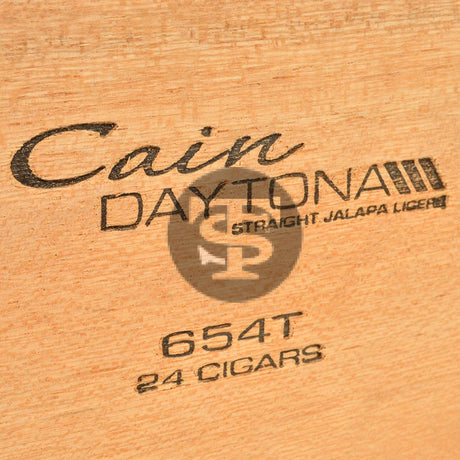 Cain
DAYTONA
STRAIGHT JALAPA LIGERO
654T
24 CIGARS